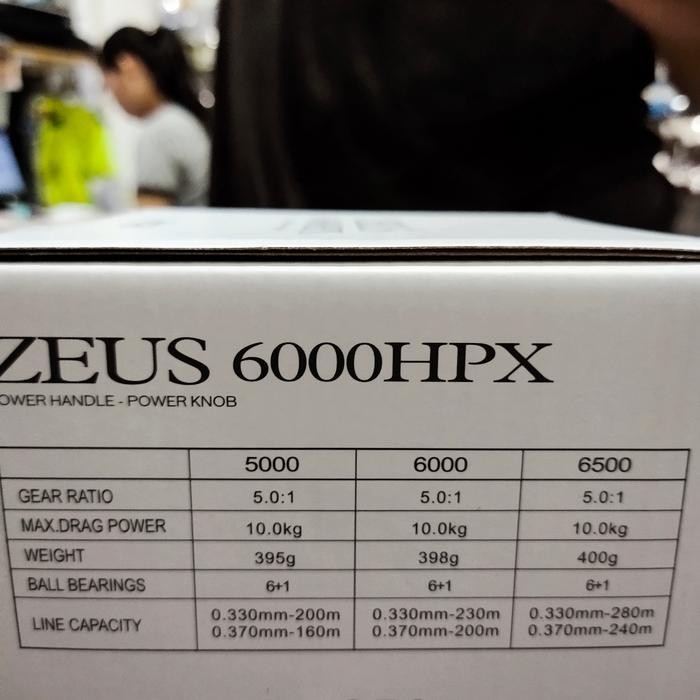 ZEUS 6000HPX
OWER HANDLE - POWER KNOB
5000 6000 6500
GEAR RATIO 5.0:1 5.0:1 5.0:1
MAX.DRAG POWER 10.0kg 10.0kg 10.0kg
WEIGHT 395g 398g 400g
BALL BEARINGS 6+1 6+1 6+1
LINE CAPACITY 0.330mm-200m 0.330mm-230m 0.330mm-280m
0.370mm-160m 0.370mm-200m 0.370mm-240m